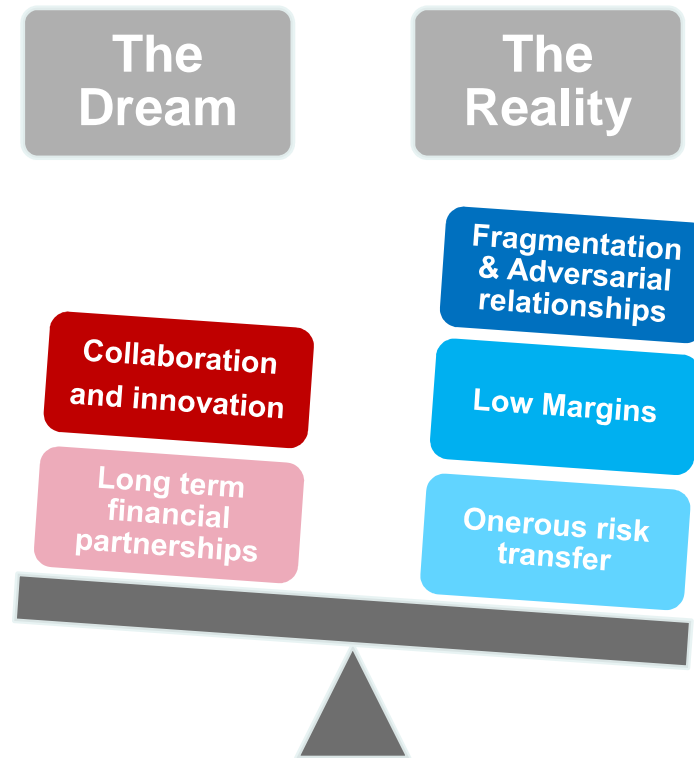 The
Dream
The
Reality
Collaboration
and innovation
Long term
financial
partnerships
Fragmentation
& Adversarial
relationships
Low Margins
Onerous risk
transfer